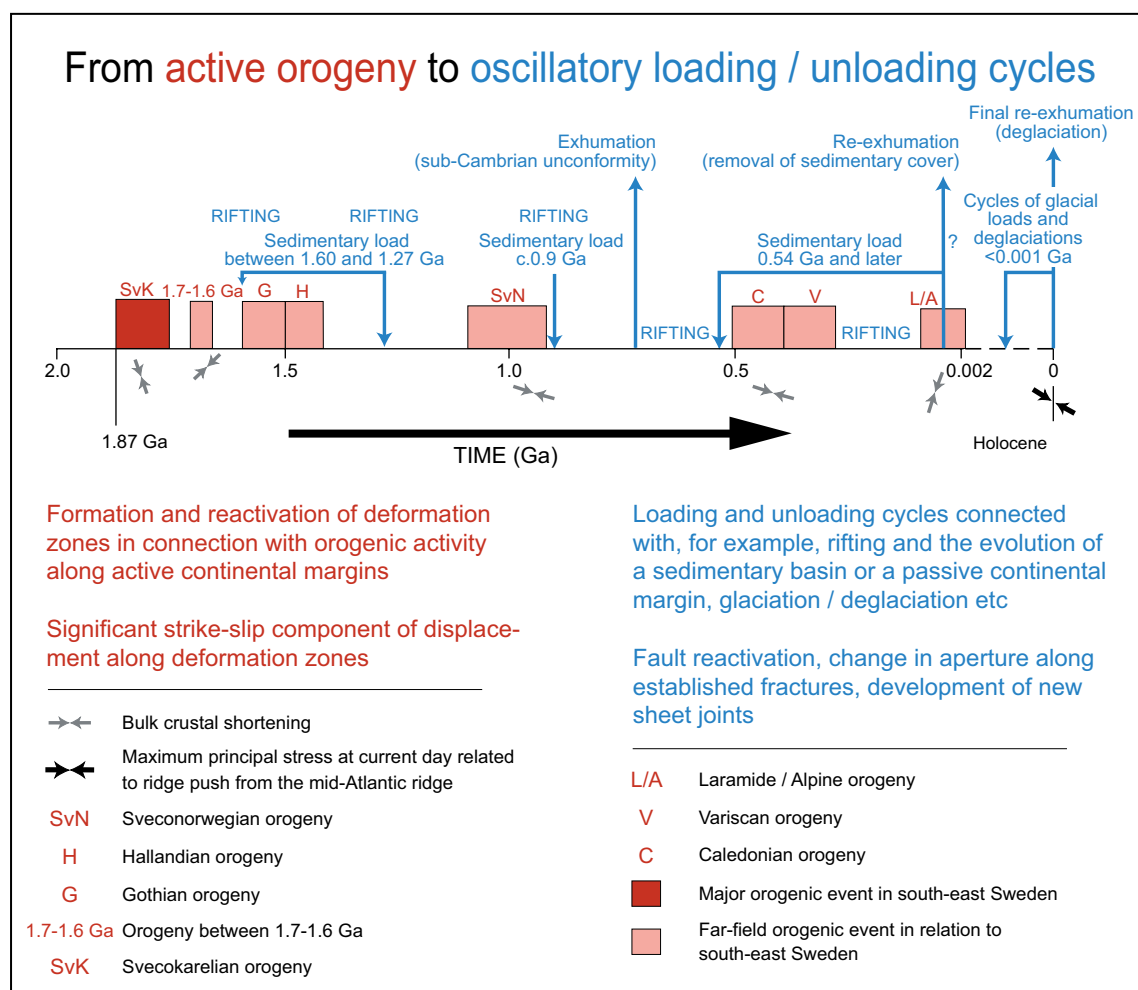 From active orogeny to oscillatory loading / unloading cycles
Final re-exhumation
(deglaciation)
Exhumation
(sub-Cambrian unconformity)
Re-exhumation
(removal of sedimentary cover)
Cycles of glacial
loads and
deglaciations
<0.001 Ga
RIFTING
RIFTING
RIFTING
Sedimentary load
between 1.60 and 1.27 Ga
Sedimentary load
c.0.9 Ga
Sedimentary load
0.54 Ga and later
?
SvK
1.7-1.6 Ga
G
H
SvN
C
V
L/A
RIFTING
RIFTING
2.0
1.5
1.0
0.5
0.002
0
1.87 Ga
TIME (Ga)
Holocene
Formation and reactivation of deformation
zones in connection with orogenic activity
along active continental margins
Significant strike-slip component of displace-
ment along deformation zones
Bulk crustal shortening
Maximum principal stress at current day related
to ridge push from the mid-Atlantic ridge
SvN Sveconorwegian orogeny
H Hallandian orogeny
G Gothian orogeny
1.7-1.6 Ga Orogeny between 1.7-1.6 Ga
SvK Svecokarelian orogeny
Loading and unloading cycles connected
with, for example, rifting and the evolution of
a sedimentary basin or a passive continental
margin, glaciation / deglaciation etc
Fault reactivation, change in aperture along
established fractures, development of new
sheet joints
L/A Laramide / Alpine orogeny
V Variscan orogeny
C Caledonian orogeny
Major orogenic event in south-east Sweden
Far-field orogenic event in relation to
south-east Sweden